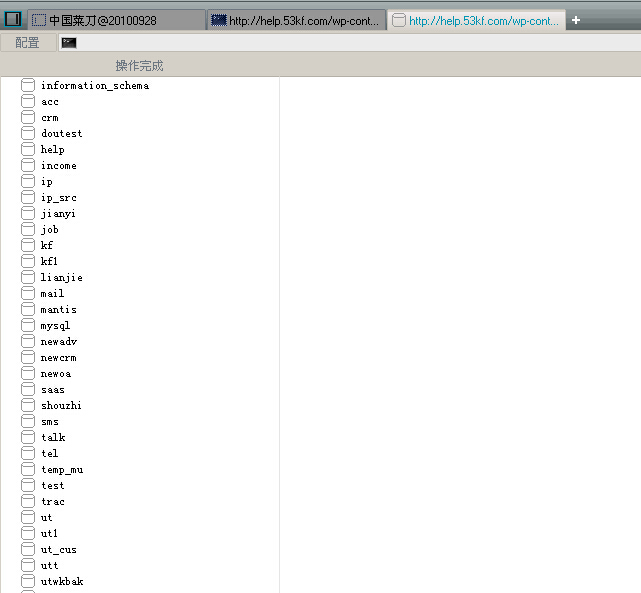 中国菜刀@20100928
http://help.53kf.com/wp-cont...
http://help.53kf.com/wp-cont...
配置
操作完成
information_schema
acc
crm
doutest
help
income
ip
ip_src
jianyi
job
kf
kf1
lianjie
mail
mantis
mysql
newadv
newcrm
newoa
saas
shouzhi
sms
talk
tel
temp_mu
test
trac
ut
ut1
ut_cus
utt
utwkbak